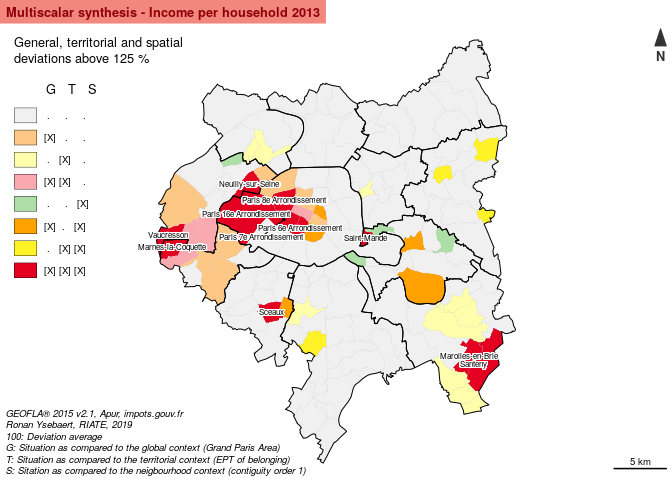 Multiscalar synthesis - Income per household 2013
General, territorial and spatial
deviations above 125 %
G T S
. . .
[X] . .
. [X] .
[X] [X] .
. . [X]
[X] . [X]
. [X] [X]
[X] [X] [X]
N
Neuilly-sur-Seine
Paris 8e Arrondissement
Paris 16e Arrondissement
Paris 6e Arrondissement
Vaucresson
Paris 7e Arrondissement
Saint-Mande
Marnes-la-Coquette
Sceaux
Marolles-en-Brie
Santeny
GEOFLA® 2015 v2.1, Apur, impots.gouv.fr
Ronan Ysebaert, RIATE, 2019
100: Deviation average
G: Situation as compared to the global context (Grand Paris Area)
T: Situation as compared to the territorial context (EPT of belonging)
S: Sitation as compared to the neigbourhood context (contiguity order 1)
5 km